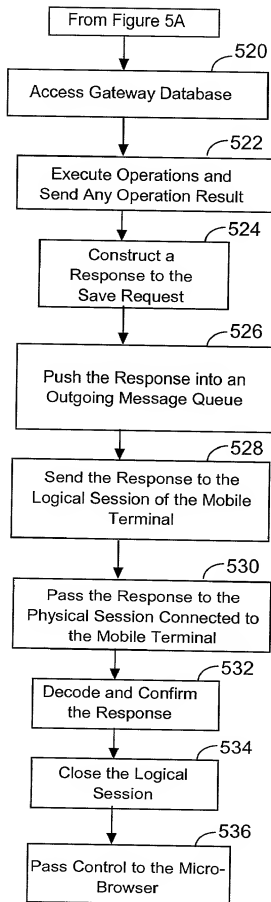 From Figure 5A
520
Access Gateway Database
522
Execute Operations and
Send Any Operation Result
524
Construct a
Response to the
Save Request
526
Push the Response into an
Outgoing Message Queue
528
Send the Response to the
Logical Session of the Mobile
Terminal
530
Pass the Response to the
Physical Session Connected to
the Mobile Terminal
532
Decode and Confirm
the Response
534
Close the Logical
Session
536
Pass Control to the Micro-
Browser